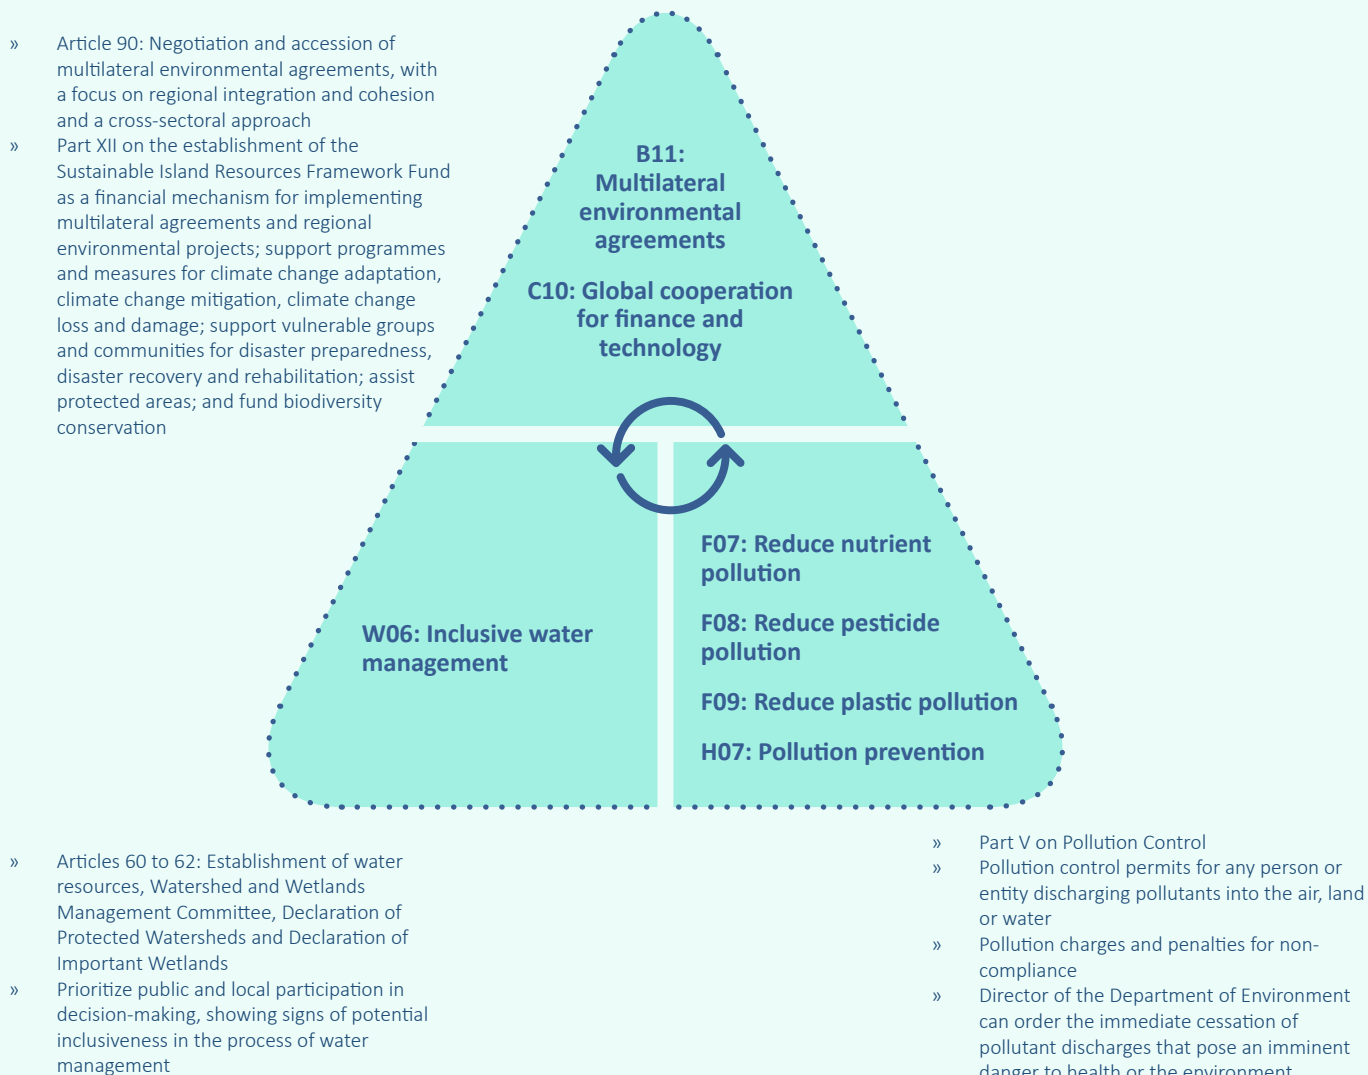 » Article 90: Negotiation and accession of
multilateral environmental agreements, with
a focus on regional integration and cohesion
and a cross-sectoral approach
» Part XII on the establishment of the
Sustainable Island Resources Framework Fund
as a financial mechanism for implementing
multilateral agreements and regional
environmental projects; support programmes
and measures for climate change adaptation,
climate change mitigation, climate change
loss and damage; support vulnerable groups
and communities for disaster preparedness,
disaster recovery and rehabilitation; assist
protected areas; and fund biodiversity
conservation
B11:
Multilateral
environmental
agreements
C10: Global cooperation
for finance and
technology
W06: Inclusive water
management
F07: Reduce nutrient
pollution
F08: Reduce pesticide
pollution
F09: Reduce plastic pollution
H07: Pollution prevention
» Articles 60 to 62: Establishment of water
resources, Watershed and Wetlands
Management Committee, Declaration of
Protected Watersheds and Declaration of
Important Wetlands
» Prioritize public and local participation in
decision-making, showing signs of potential
inclusiveness in the process of water
management
» Part V on Pollution Control
» Pollution control permits for any person or
entity discharging pollutants into the air, land
or water
» Pollution charges and penalties for non-
compliance
» Director of the Department of Environment
can order the immediate cessation of
pollutant discharges that pose an imminent
danger to health or the environment